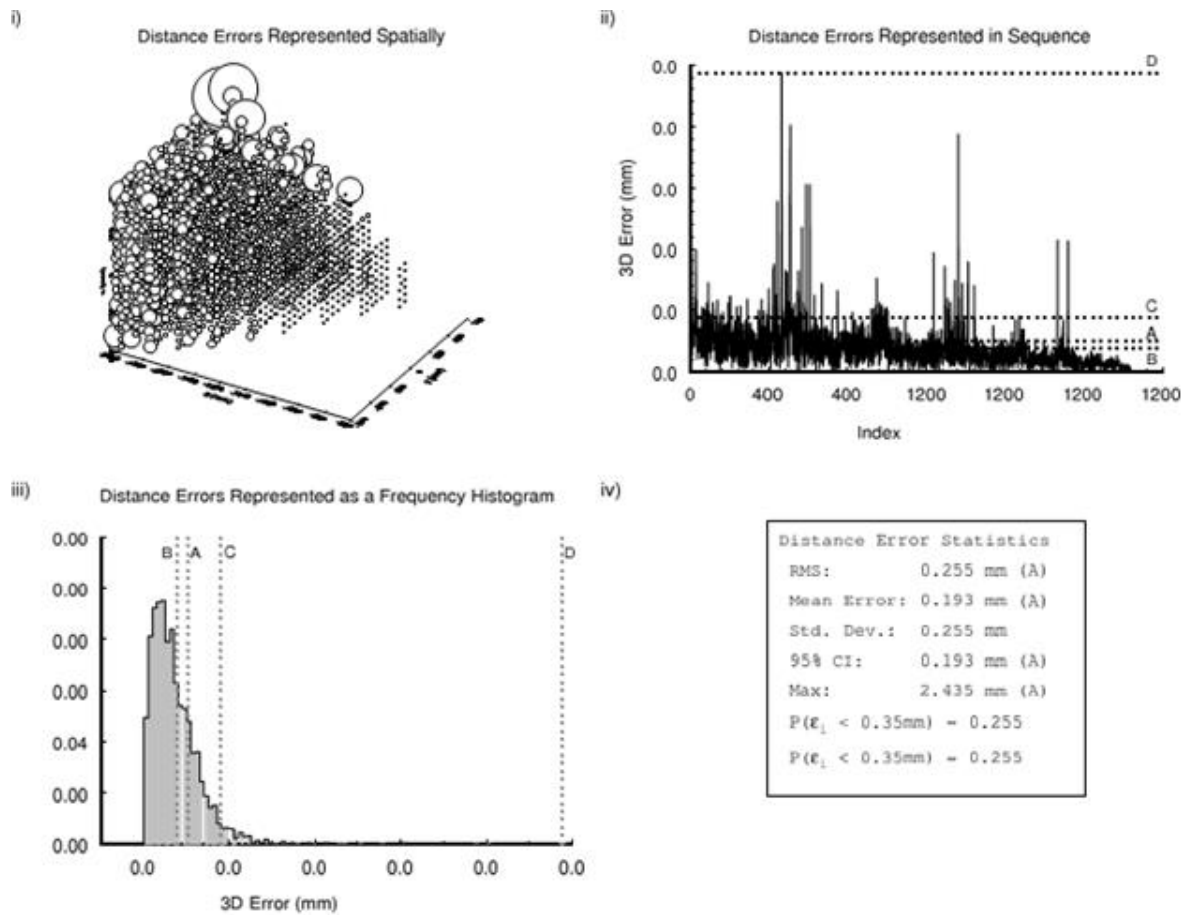 i)
Distance Errors Represented Spatially
ii)
Distance Errors Represented in Sequence
D
0.0
0.0
0.0
0.0
0.0
0.0
C
A
B
3D Error (mm)
0 400 400 1200 1200 1200 1200
Index
iii)
Distance Errors Represented as a Frequency Histogram
0.00
0.00
0.00
0.00
0.04
0.00
0.00
B A C D
0.0 0.0 0.0 0.0 0.0 0.0
3D Error (mm)
iv)
Distance Error Statistics
RMS: 0.255 mm (A)
Mean Error: 0.193 mm (A)
Std. Dev.: 0.255 mm
95% CI: 0.193 mm (A)
Max: 2.435 mm (A)
P(ε_i < 0.35mm) = 0.255
P(ε_i < 0.35mm) = 0.255